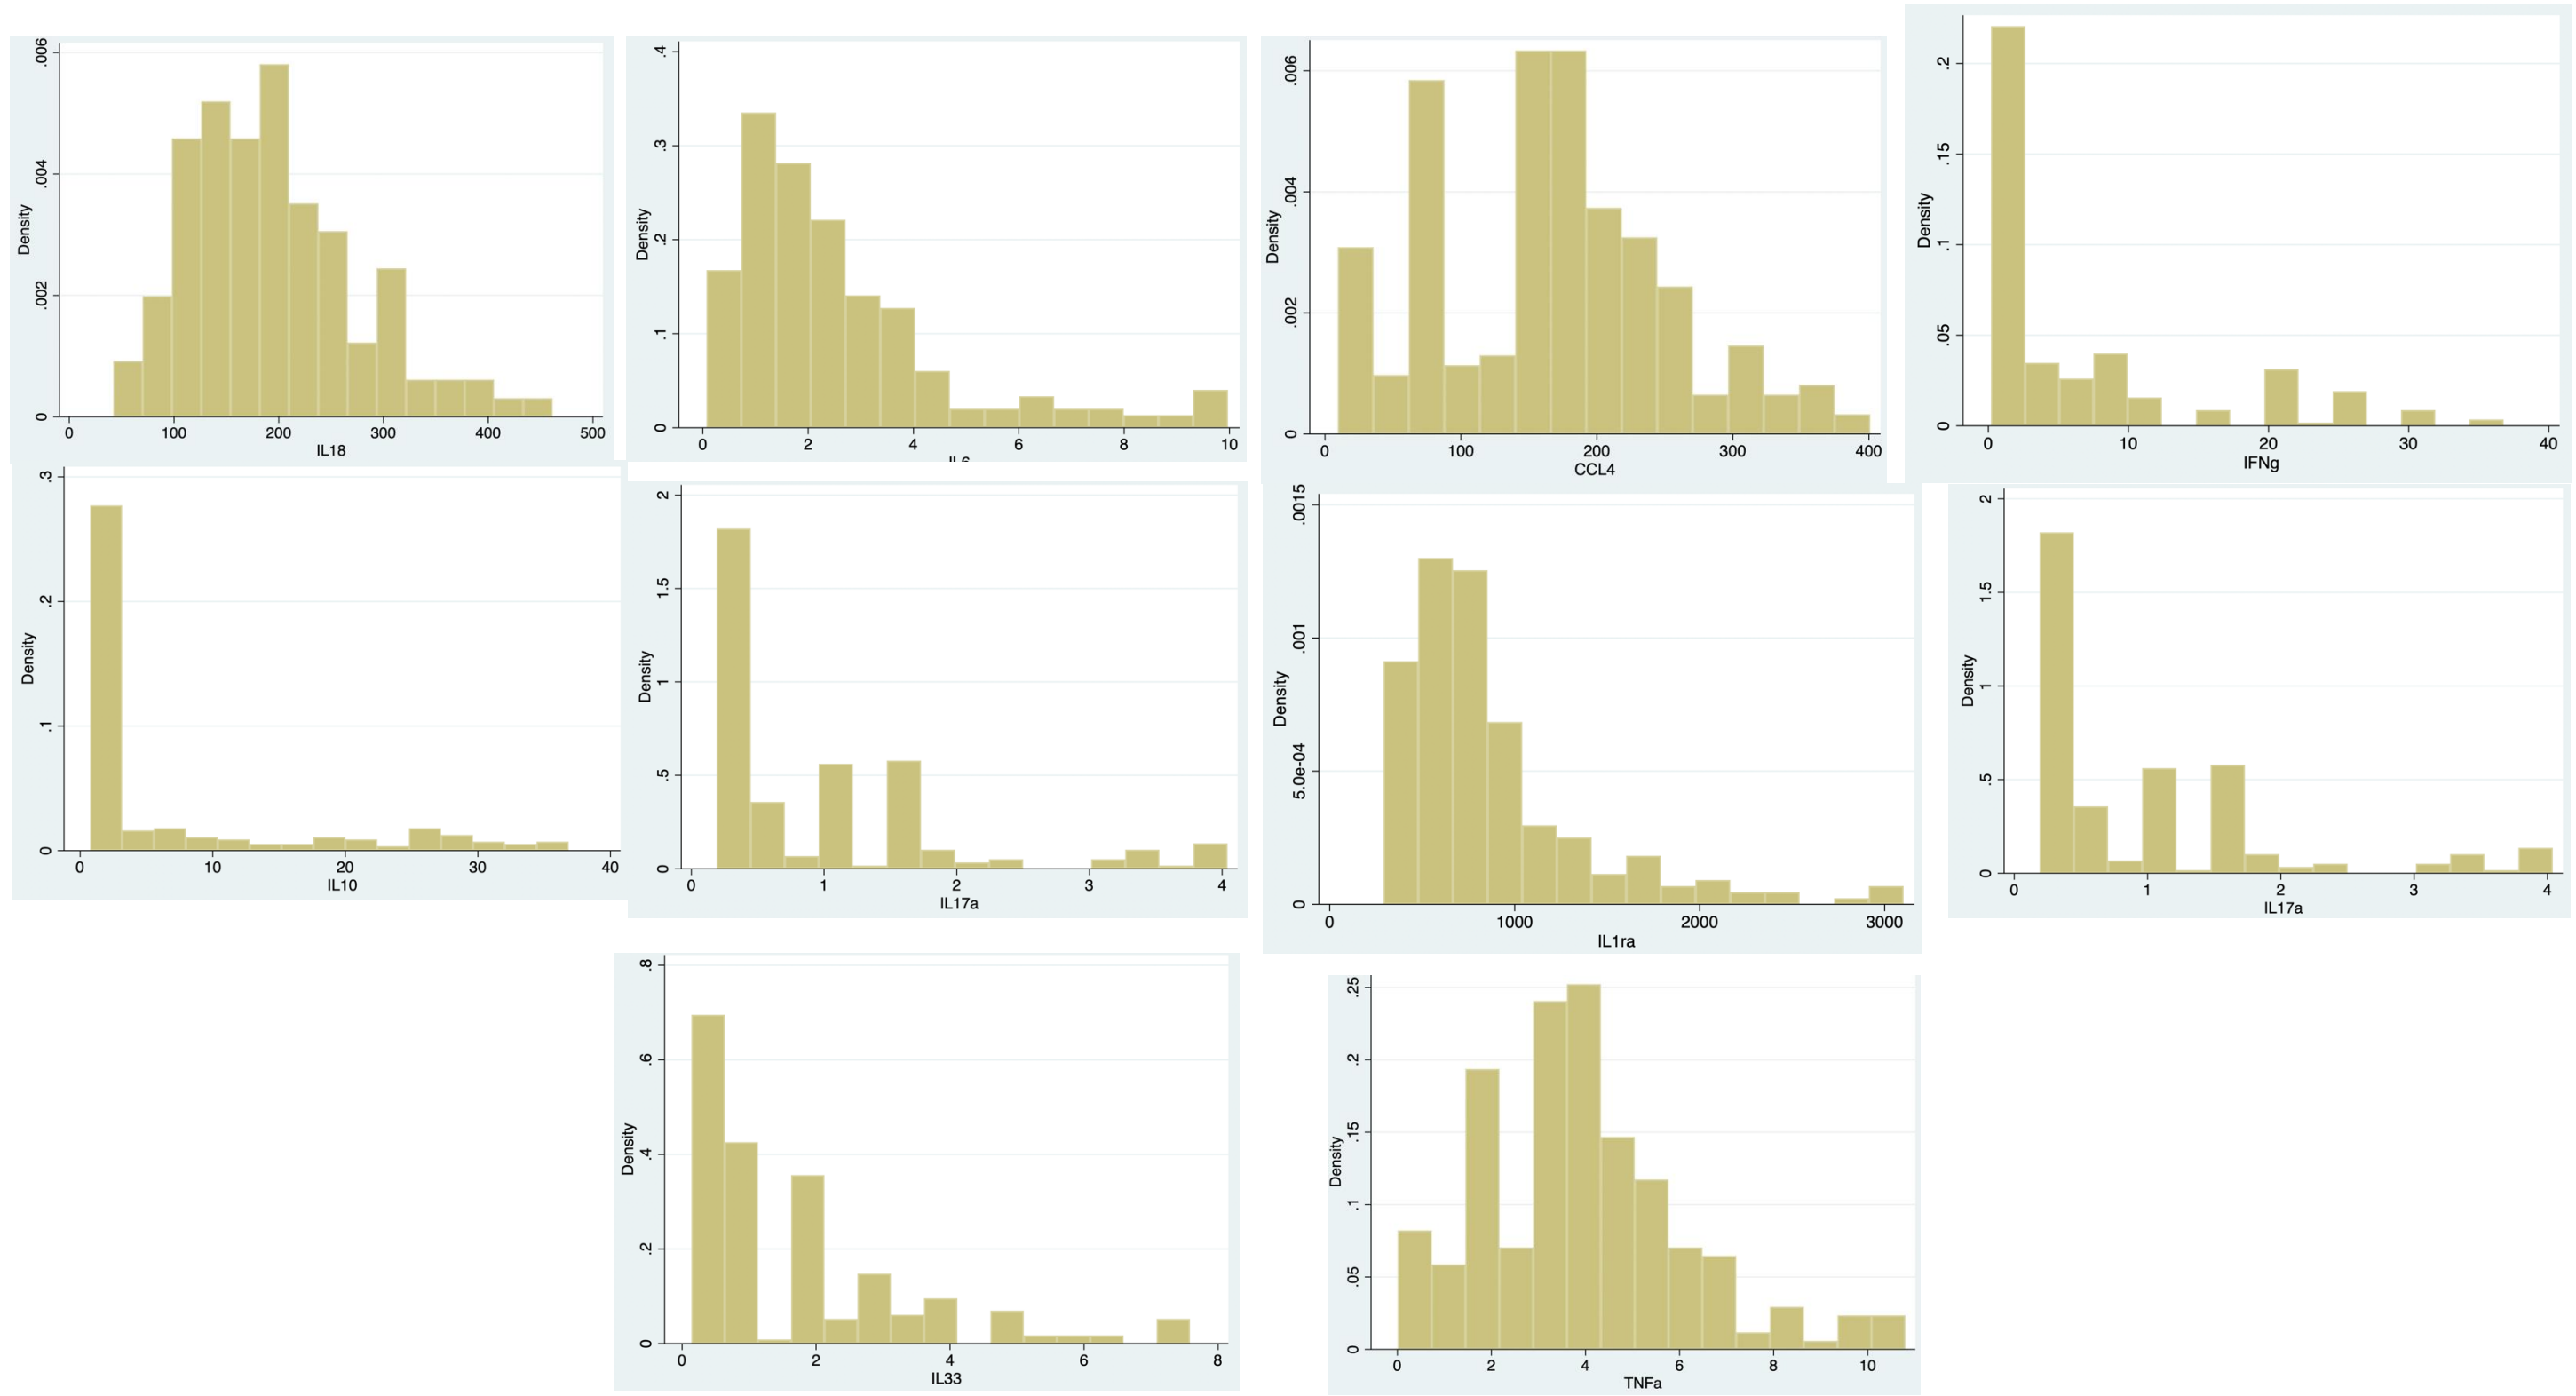 Density
0 .002 .004 .006
0 100 200 300 400 500
IL18
Density
0 .1 .2 .3 .4
0 2 4 6 8 10
Density
0 .002 .004 .006
0 100 200 300 400
CCL4
Density
0 .05 .1 .15 .2
0 10 20 30 40
IFNg
Density
0 .1 .2 .3
0 10 20 30 40
IL10
Density
0 .5 1 1.5 2
0 1 2 3 4
IL17a
Density
0 5.0e-04 .001 .0015
0 1000 2000 3000
IL1ra
Density
0 .5 1 1.5 2
0 1 2 3 4
IL17a
Density
0 .2 .4 .6 .8
0 2 4 6 8
IL33
Density
0 .05 .1 .15 .2 .25
0 2 4 6 8 10
TNFa